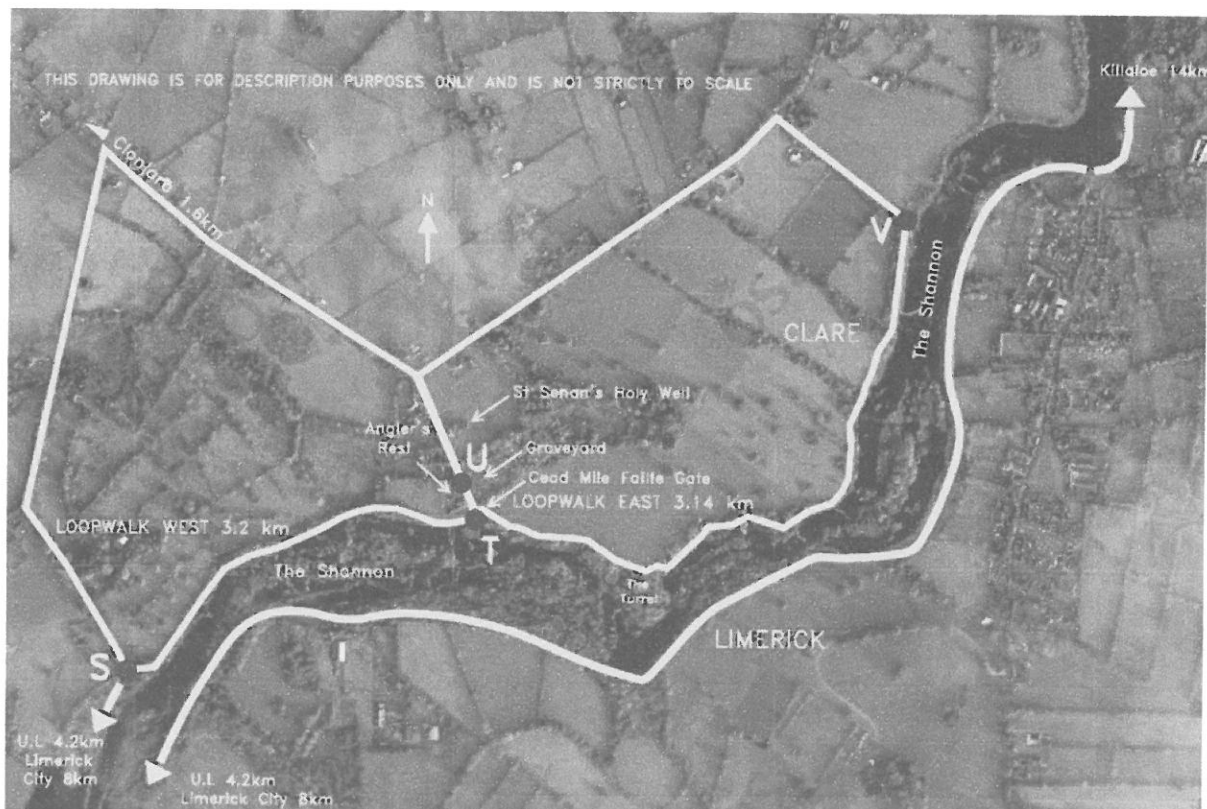 THIS DRAWING IS FOR DESCRIPTION PURPOSES ONLY AND IS NOT STRICTLY TO SCALE
Killaloe 14km
Clonlara 1.6km
N
V
The Shannon
CLARE
St Senan's Holy Well
Angler's
Rest
U
Graveyard
Cead Mile Failte Gate
LOOPWALK EAST 3.14 km
LOOPWALK WEST 3.2 km
T
The Shannon
The
Turret
LIMERICK
S
I
U.L 4.2km
Limerick
City 8km
U.L 4.2km
Limerick City 8km